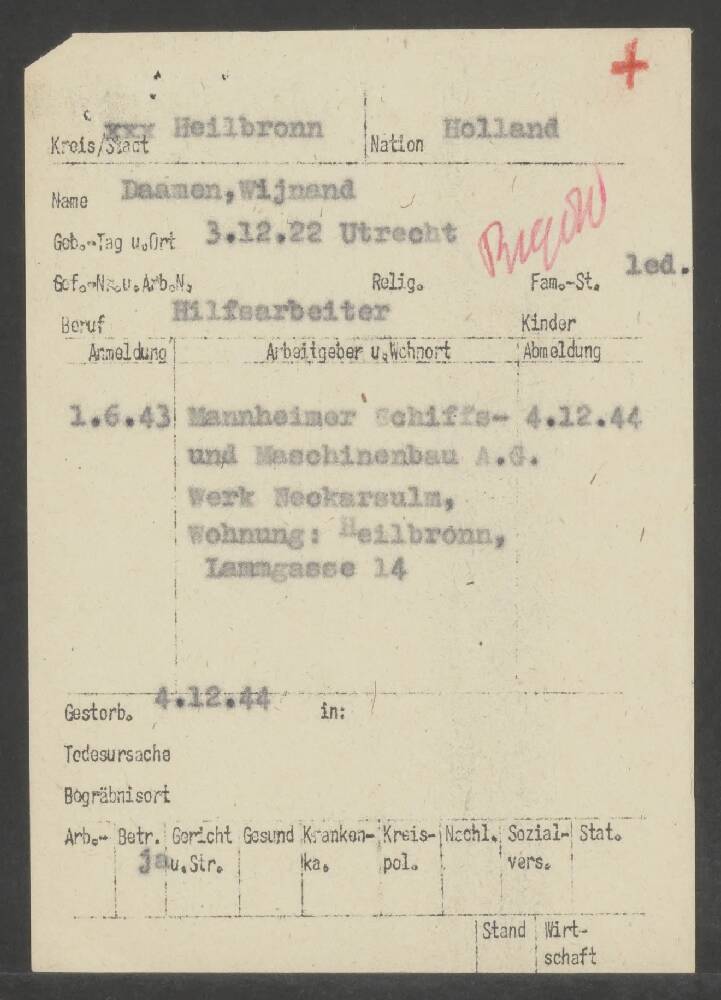 +
xxx Heilbronn Holland
Kreis/Stadt Nation
Name Daamen,Wijnand
Geb.-Tag u.Ort 3.12.22 Utrecht
Gef.-Nr.u.Arb.N. Relig. Fam.-St. led.
Beruf Hilfsarbeiter Kinder
Anmeldung Arbeitgeber u.Wohnort Abmeldung
1.6.43 Mannheimer Schiffs- 4.12.44
und Maschinenbau A.G.
Werk Neckarsulm,
Wohnung: Heilbronn,
Lammgasse 14
Gestorb. 4.12.44 in:
Todesursache
Begräbnisort
Arb.- Betr. Gericht Gesund Kranken- Kreis- Nachl. Sozial- Stat.
ja u.Str. ka. pol. vers.
Stand Wirt-
schaft